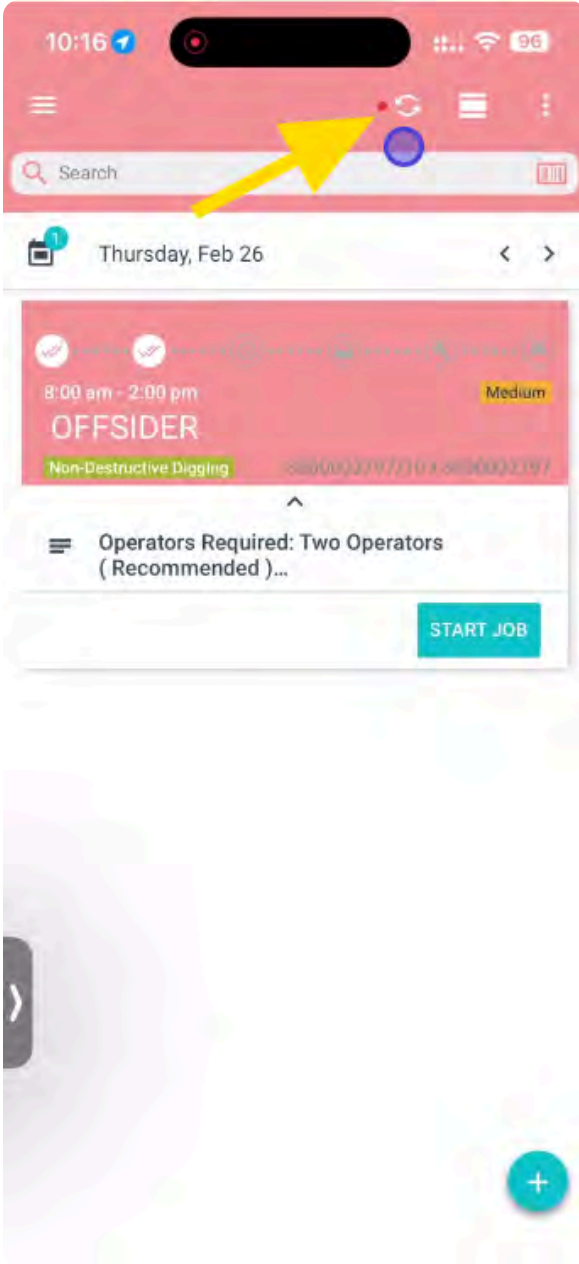 10:16
96
Search
1
Thursday, Feb 26
8:00 am - 2:00 pm
Medium
OFFSIDER
Non-Destructive Digging
Operators Required: Two Operators
( Recommended )...
START JOB